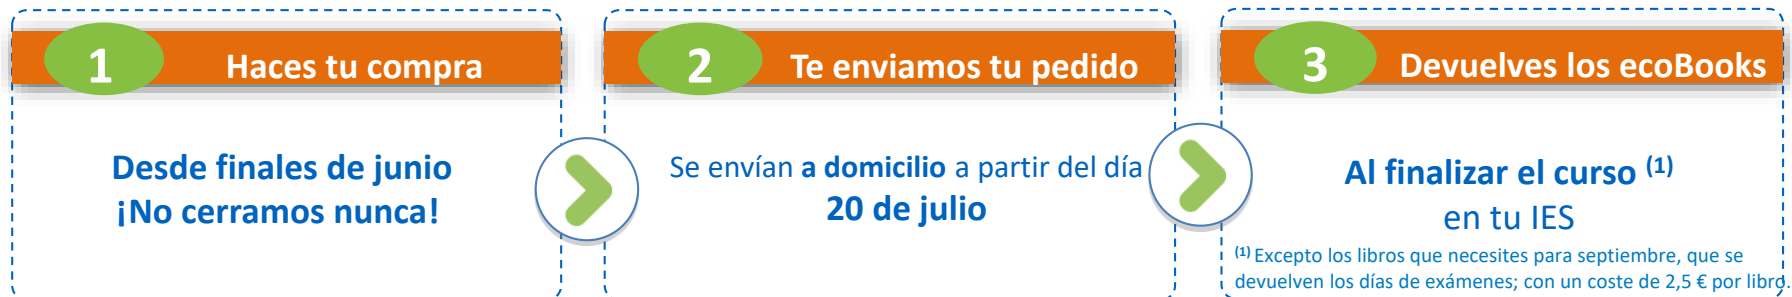 1 Haces tu compra
Desde finales de junio
¡No cerramos nunca!
2 Te enviamos tu pedido
Se envían a domicilio a partir del día
20 de julio
3 Devuelves los ecoBooks
Al finalizar el curso (1)
en tu IES
(1) Excepto los libros que necesites para septiembre, que se
devuelven los días de exámenes; con un coste de 2,5 € por libro